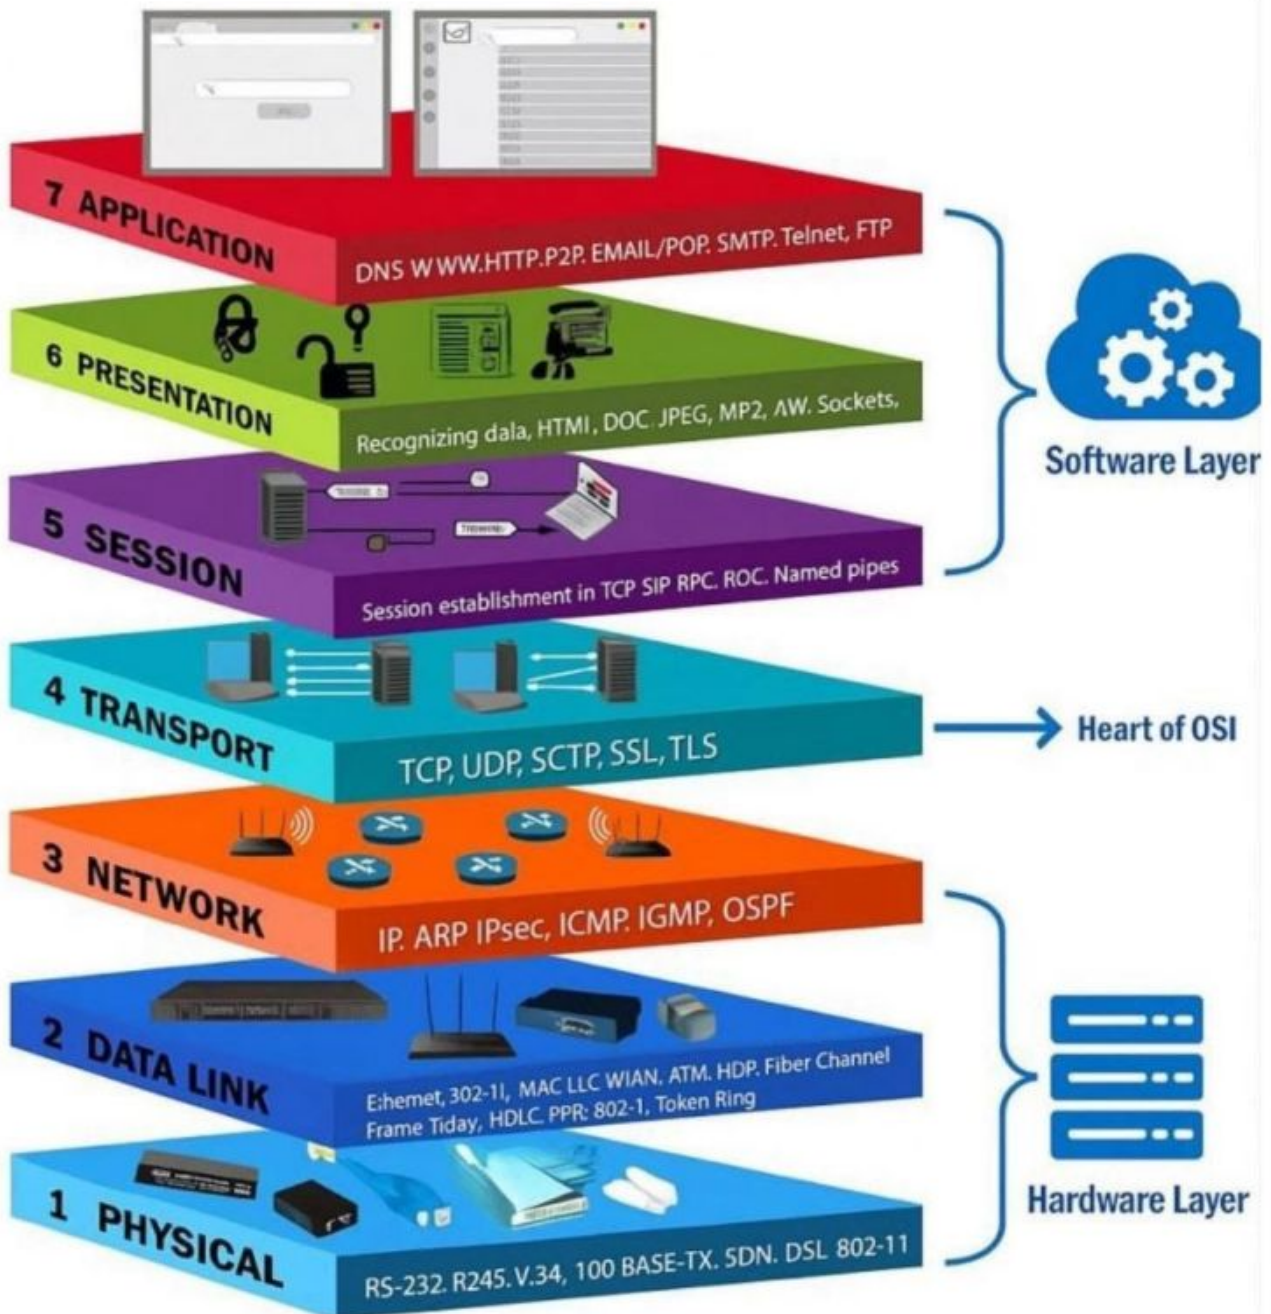 7 APPLICATION
DNS WWW.HTTP.P2P. EMAIL/POP. SMTP. Telnet, FTP
6 PRESENTATION
Recognizing dala, HTMI, DOC JPEG, MP2, AW. Sockets,
Software Layer
5 SESSION
Session establishment in TCP SIP RPC. ROC. Named pipes
4 TRANSPORT
TCP, UDP, SCTP, SSL, TLS
Heart of OSI
3 NETWORK
IP. ARP IPsec, ICMP. IGMP, OSPF
2 DATA LINK
E:hemet, 302-1l, MAC LLC WIAN. ATM. HDP. Fiber Channel
Frame Tiday, HDLC. PPR: 802-1, Token Ring
Hardware Layer
1 PHYSICAL
RS-232. R245. V.34, 100 BASE-TX. SDN. DSL 802-11